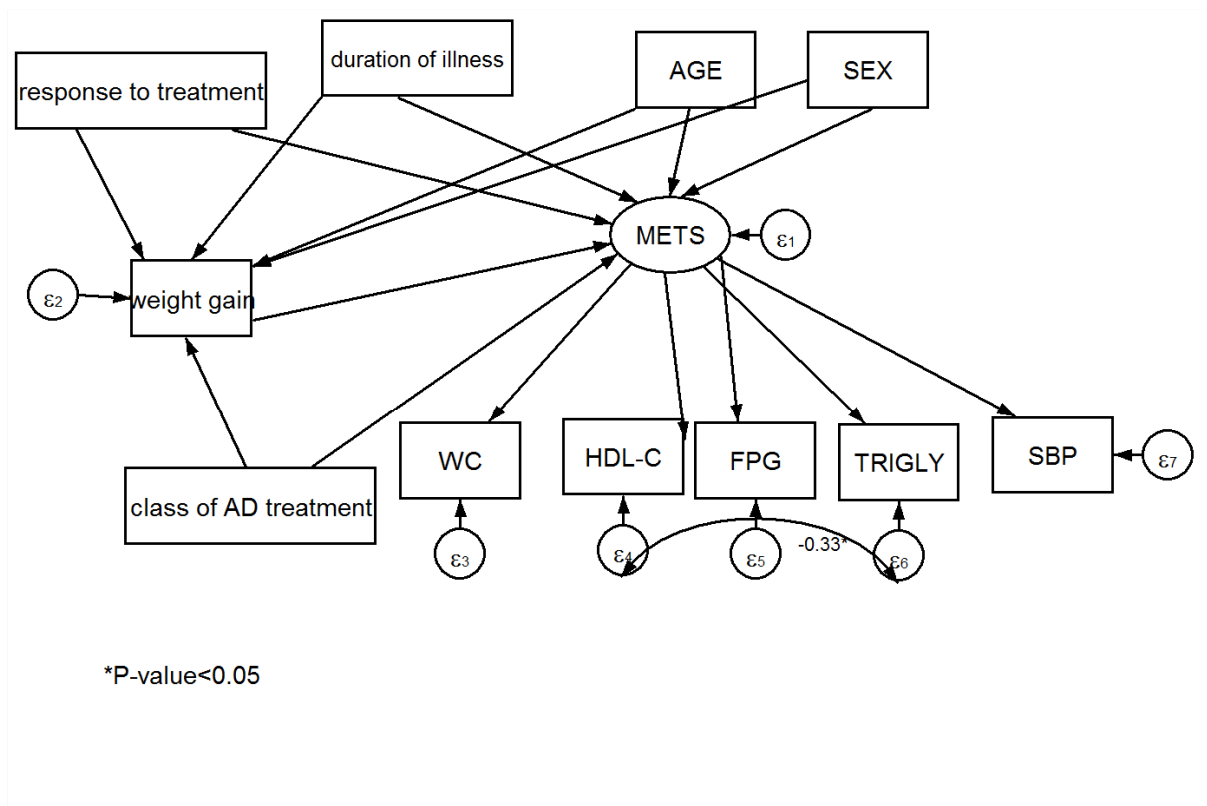 duration of illness
AGE
SEX
response to treatment
METS
ε1
ε2
weight gain
WC
HDL-C
FPG
TRIGLY
SBP
ε7
class of AD treatment
ε3
ε4
ε5
-0.33*
ε6
*P-value<0.05